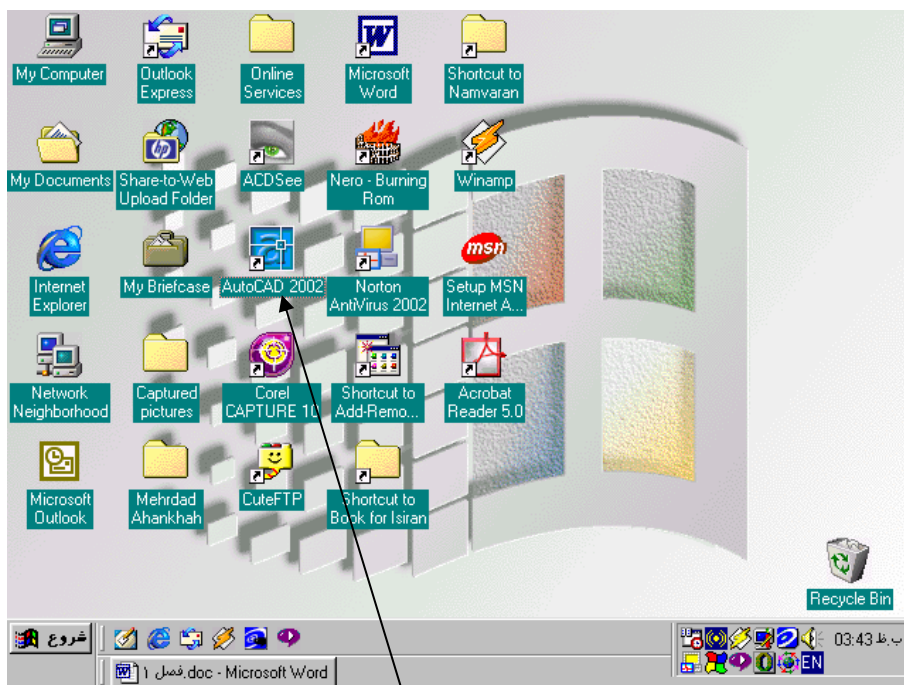 My Computer
Outlook
Express
Online
Services
Microsoft
Word
Shortcut to
Namvaran
My Documents
Share-to-Web
Upload Folder
ACDSee
Nero - Burning
Rom
Winamp
Internet
Explorer
My Briefcase
AutoCAD 2002
Norton
AntiVirus 2002
Setup MSN
Internet A...
msn
Network
Neighborhood
Captured
pictures
Corel
CAPTURE 10
Shortcut to
Add-Remo...
Acrobat
Reader 5.0
Microsoft
Outlook
Mehrdad
Ahankhah
CuteFTP
Shortcut to
Book for Isiran
Recycle Bin
شروع
03:43 ب.ظ
EN
فصل ۱.doc - Microsoft Word